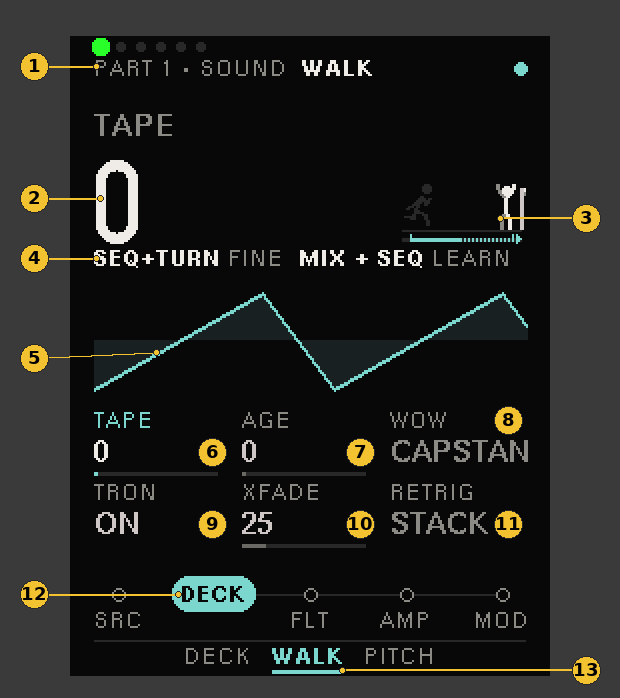 1 PART 1 · SOUND WALK
TAPE
2 0 3
4 SEQ+TURN FINE MIX + SEQ LEARN
5
TAPE AGE WOW 8
0 6 0 7 CAPSTAN
TRON XFADE RETRIG
ON 9 25 10 STACK 11
12 DECK
SRC FLT AMP MOD
DECK WALK PITCH
13